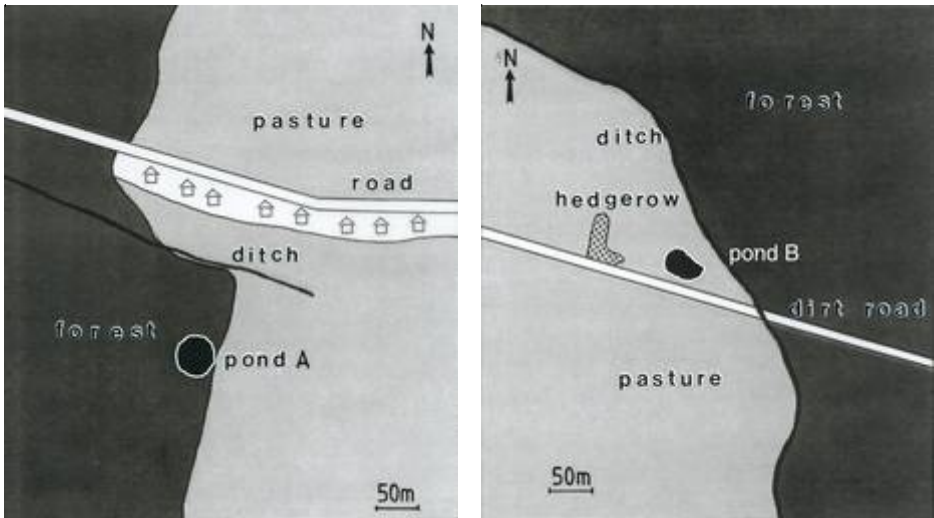 N
pasture
road
ditch
forest
pond A
50m
N
forest
ditch
hedgerow
pond B
dirt road
pasture
50m